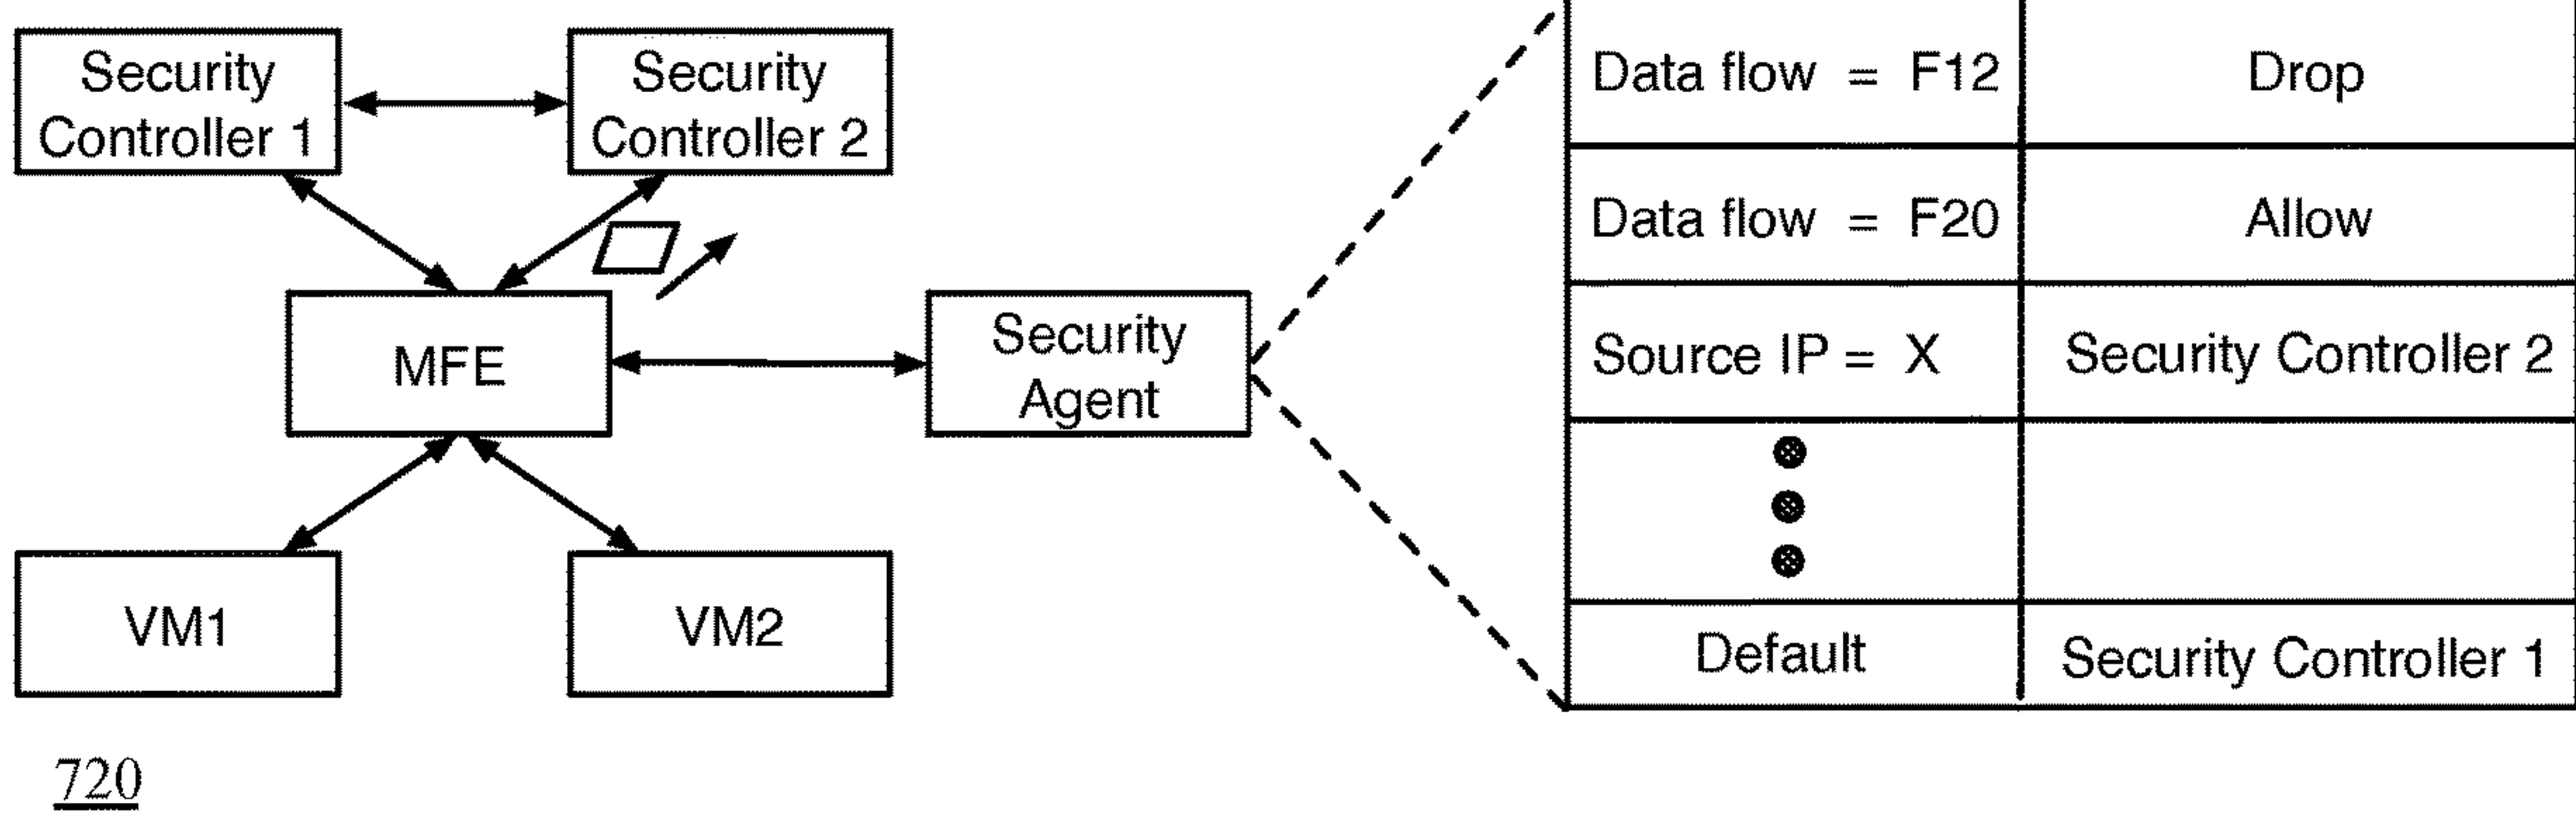 Security
Controller 1
Security
Controller 2
MFE
Security
Agent
VM1
VM2
Data flow = F12
Drop
Data flow = F20
Allow
Source IP = X
Security Controller 2
Default
Security Controller 1
720